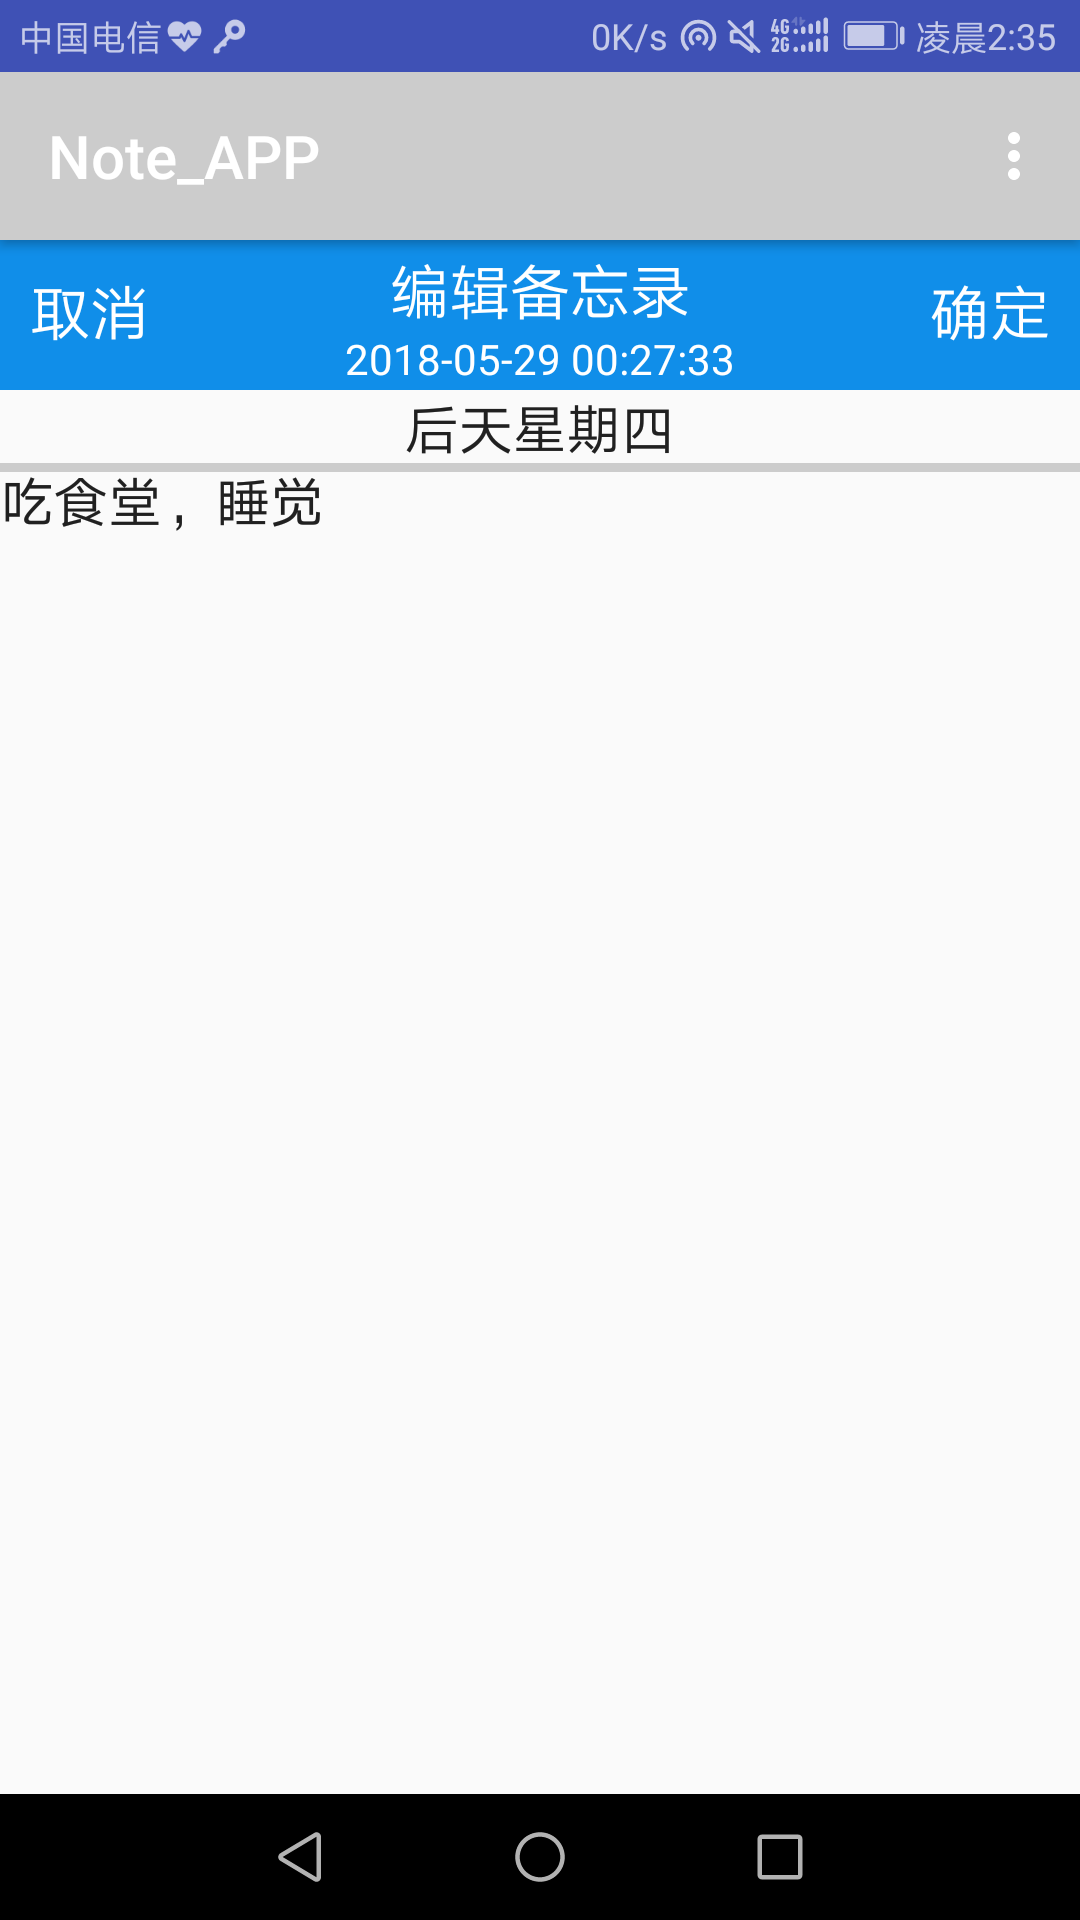 中国电信 0K/s 4G 2G 凌晨2:35
Note_APP
取消 编辑备忘录 确定
2018-05-29 00:27:33
后天星期四
吃食堂，睡觉